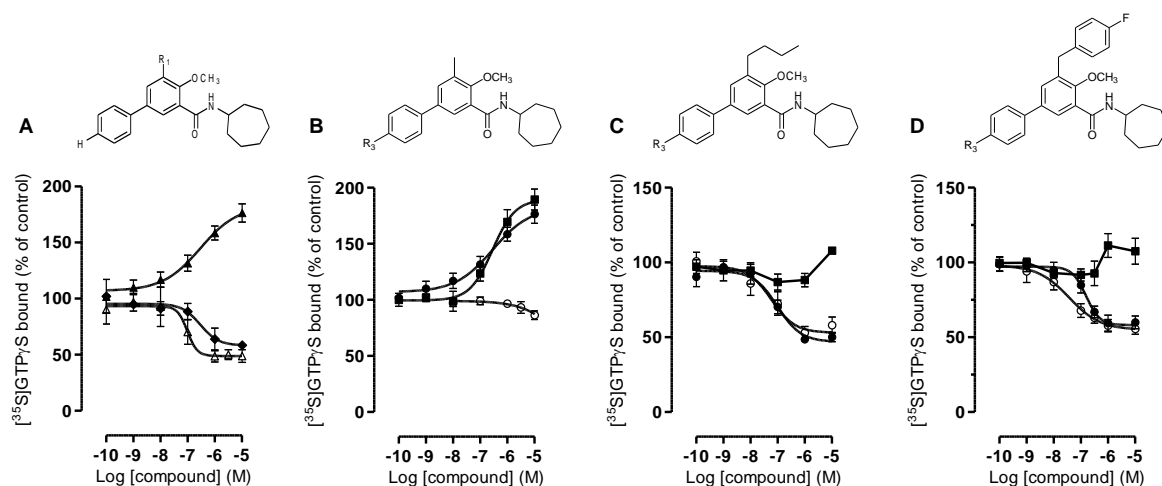 R1
OCH3
H
N
O
H
A
OCH3
H
N
O
R3
B
OCH3
H
N
O
R3
C
F
OCH3
H
N
O
R3
D
[35S]GTPγS bound (% of control)
200
150
100
50
0
-10 -9 -8 -7 -6 -5
Log [compound] (M)
[35S]GTPγS bound (% of control)
200
150
100
50
0
-10 -9 -8 -7 -6 -5
Log [compound] (M)
[35S]GTPγS bound (% of control)
150
100
50
0
-10 -9 -8 -7 -6 -5
Log [compound] (M)
[35S]GTPγS bound (% of control)
150
100
50
0
-10 -9 -8 -7 -6 -5
Log [compound] (M)